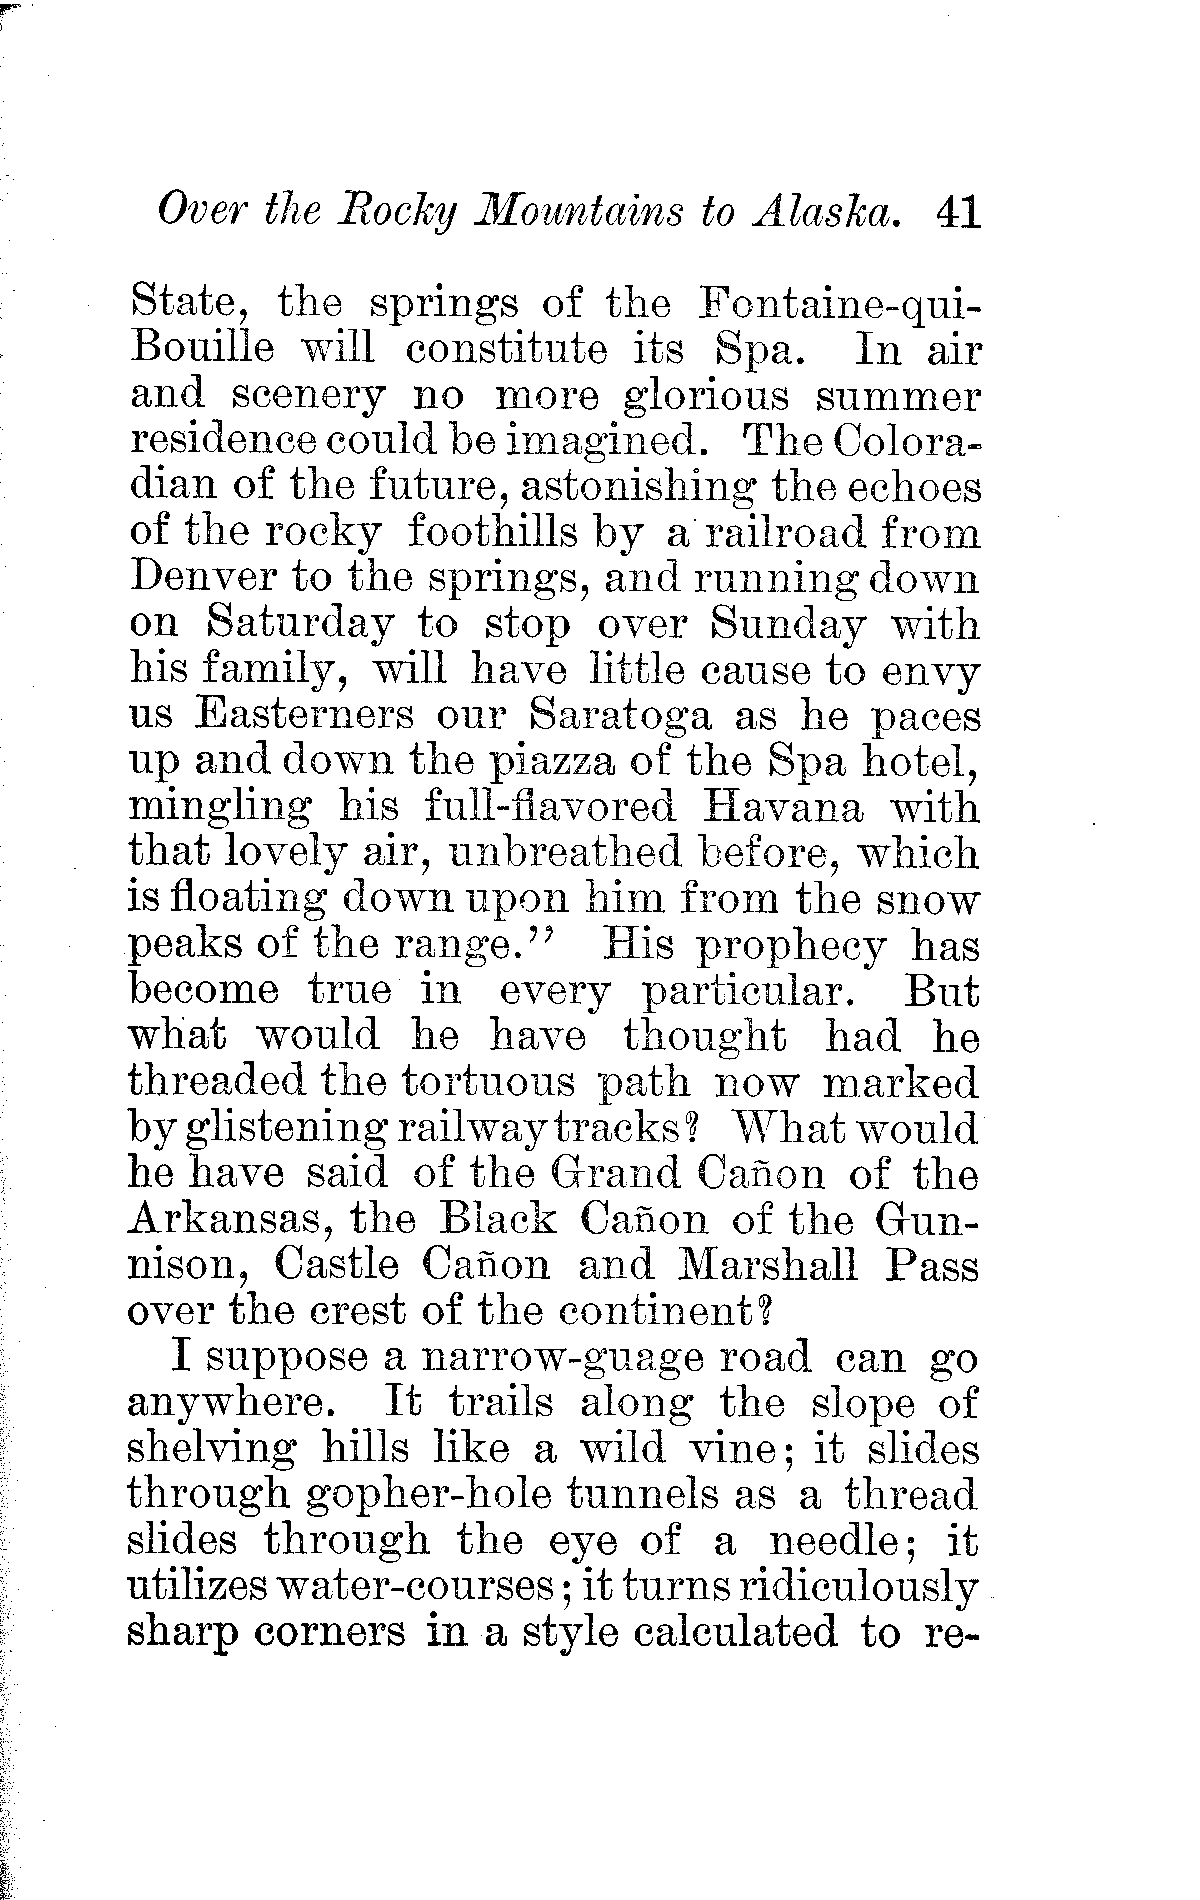 Over the Rocky Mountains to Alaska. 41
State, the springs of the Fontaine-qui-
Bouille will constitute its Spa. In air
and scenery no more glorious summer
residence could be imagined. The Colora-
dian of the future, astonishing the echoes
of the rocky foothills by a railroad from
Denver to the springs, and running down
on Saturday to stop over Sunday with
his family, will have little cause to envy
us Easterners our Saratoga as he paces
up and down the piazza of the Spa hotel,
mingling his full-flavored Havana with
that lovely air, unbreathed before, which
is floating down upon him from the snow
peaks of the range.” His prophecy has
become true in every particular. But
what would he have thought had he
threaded the tortuous path now marked
by glistening railway tracks? What would
he have said of the Grand Cañon of the
Arkansas, the Black Cañon of the Gun-
nison, Castle Cañon and Marshall Pass
over the crest of the continent?
I suppose a narrow-guage road can go
anywhere. It trails along the slope of
shelving hills like a wild vine; it slides
through gopher-hole tunnels as a thread
slides through the eye of a needle; it
utilizes water-courses; it turns ridiculously
sharp corners in a style calculated to re-